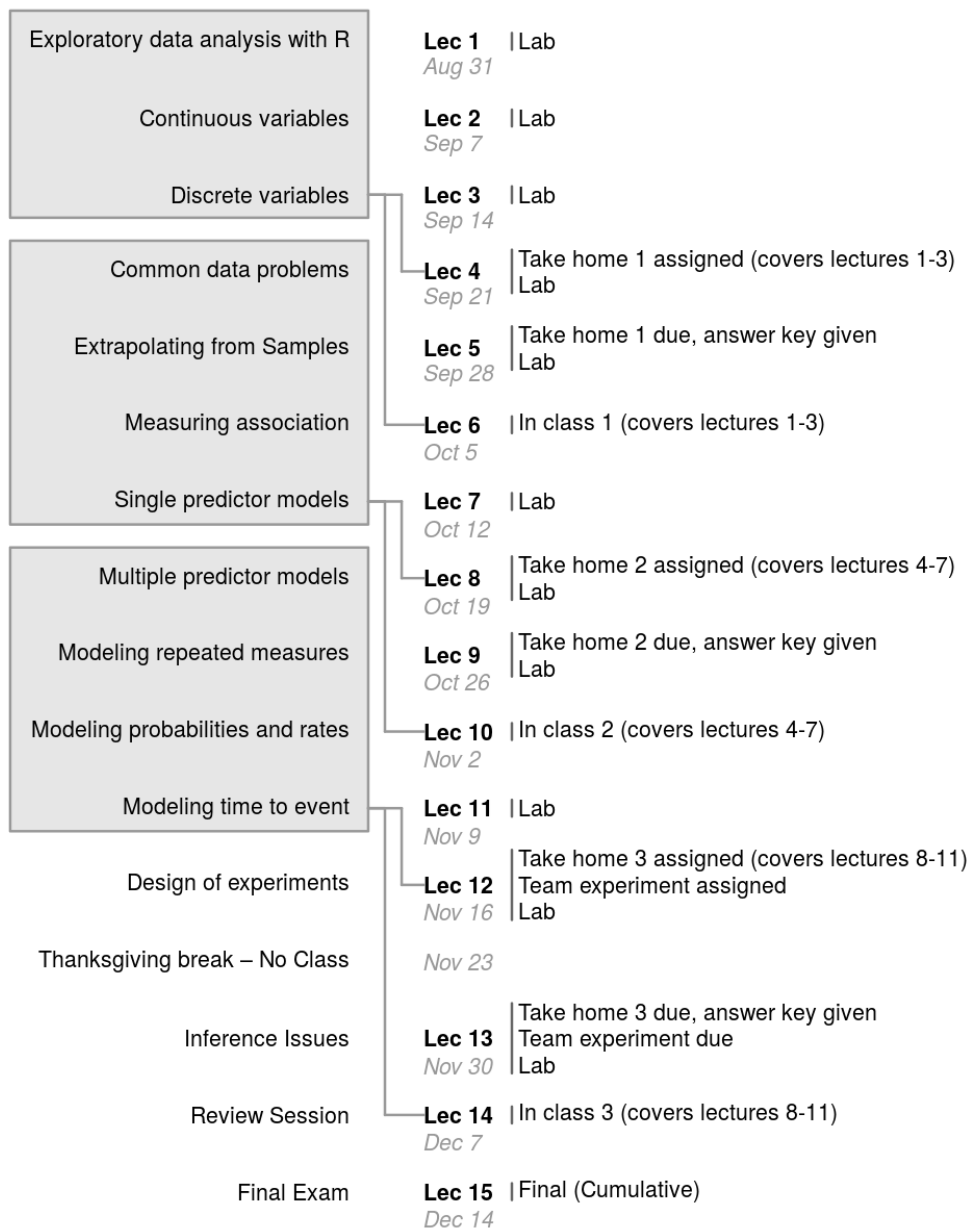 Exploratory data analysis with R
Lec 1
Lab
Aug 31
Continuous variables
Lec 2
Lab
Sep 7
Discrete variables
Lec 3
Lab
Sep 14
Common data problems
Lec 4
Sep 21
Take home 1 assigned (covers lectures 1-3)
Lab
Extrapolating from Samples
Lec 5
Sep 28
Take home 1 due, answer key given
Lab
Measuring association
Lec 6
Oct 5
In class 1 (covers lectures 1-3)
Single predictor models
Lec 7
Oct 12
Lab
Multiple predictor models
Lec 8
Oct 19
Take home 2 assigned (covers lectures 4-7)
Lab
Modeling repeated measures
Lec 9
Oct 26
Take home 2 due, answer key given
Lab
Modeling probabilities and rates
Lec 10
Nov 2
In class 2 (covers lectures 4-7)
Modeling time to event
Lec 11
Nov 9
Lab
Design of experiments
Lec 12
Nov 16
Take home 3 assigned (covers lectures 8-11)
Team experiment assigned
Lab
Thanksgiving break – No Class
Nov 23
Inference Issues
Lec 13
Nov 30
Take home 3 due, answer key given
Team experiment due
Lab
Review Session
Lec 14
Dec 7
In class 3 (covers lectures 8-11)
Final Exam
Lec 15
Dec 14
Final (Cumulative)